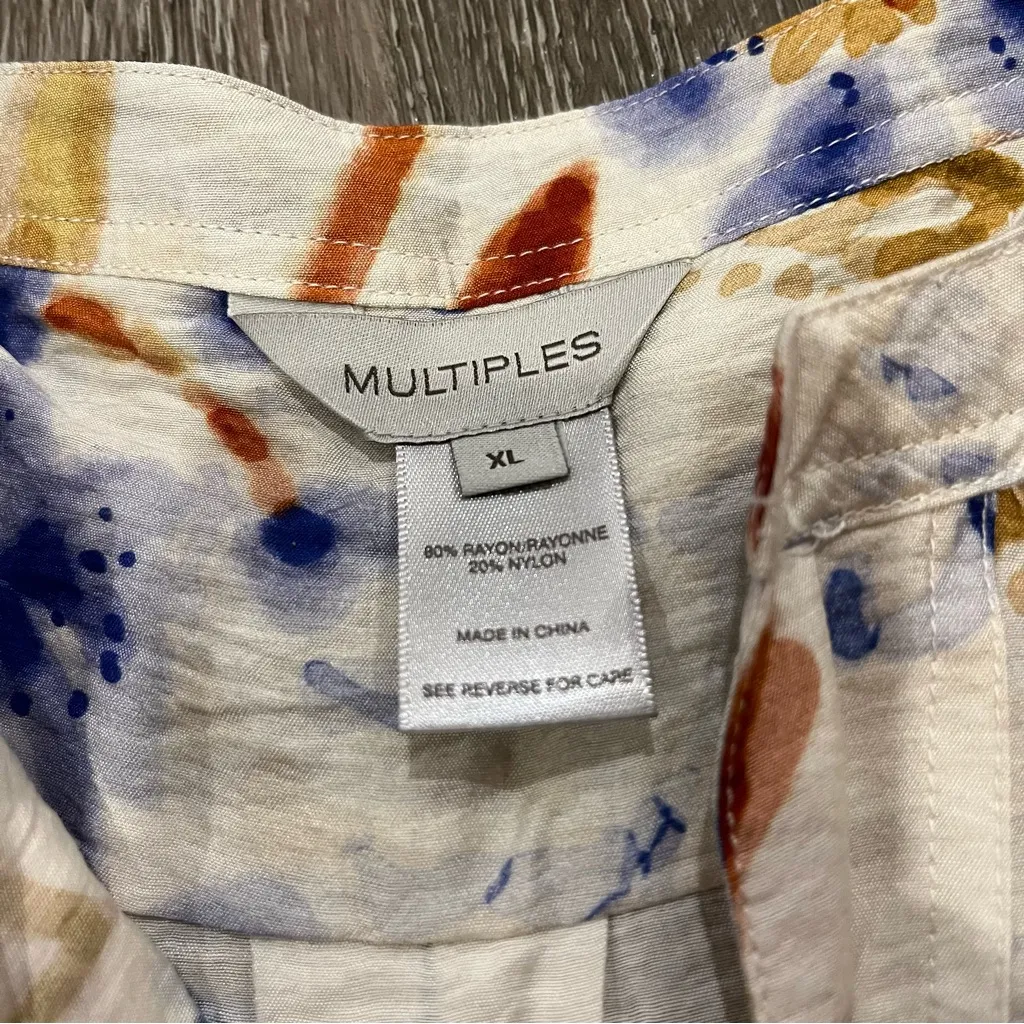 MULTIPLES
XL
80% RAYON/RAYONNE
20% NYLON
MADE IN CHINA
SEE REVERSE FOR CARE